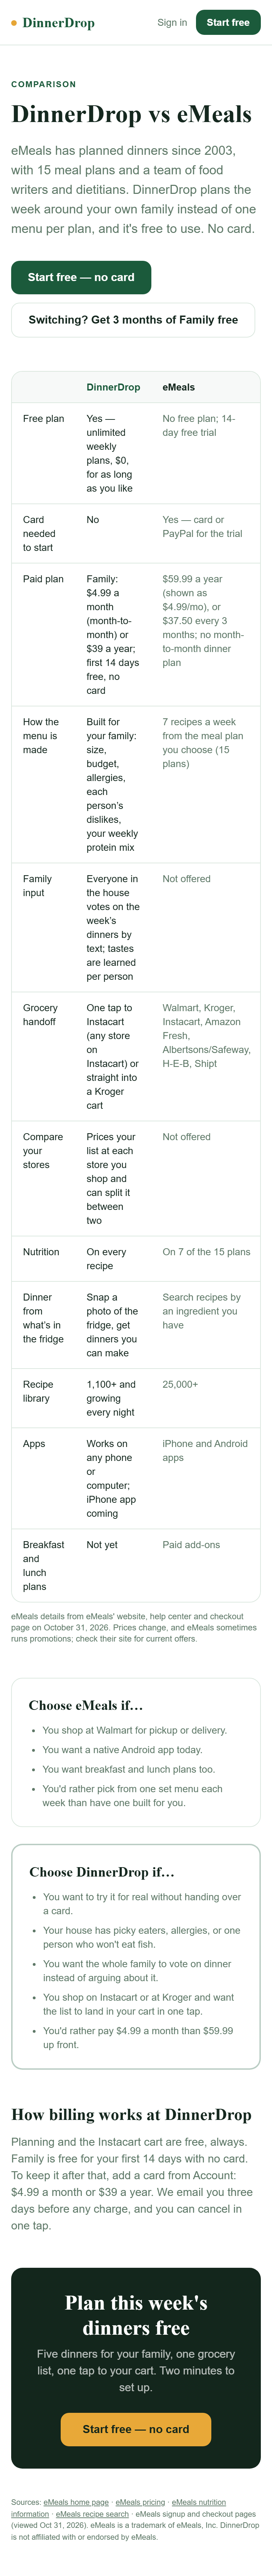 DinnerDrop
Sign in
Start free
COMPARISON
DinnerDrop vs eMeals
eMeals has planned dinners since 2003,
with 15 meal plans and a team of food
writers and dietitians. DinnerDrop plans the
week around your own family instead of one
menu per plan, and it's free to use. No card.
Start free — no card
Switching? Get 3 months of Family free
DinnerDrop
eMeals
Free plan
Yes —
unlimited
weekly
plans, $0,
for as long
as you like
No free plan; 14-
day free trial
Card
needed
to start
No
Yes — card or
PayPal for the trial
Paid plan
Family:
$4.99 a
month
(month-to-
month) or
$39 a year;
first 14 days
free, no
card
$59.99 a year
(shown as
$4.99/mo), or
$37.50 every 3
months; no month-
to-month dinner
plan
How the
menu is
made
Built for
your family:
size,
budget,
allergies,
each
person's
dislikes,
your weekly
protein mix
7 recipes a week
from the meal plan
you choose (15
plans)
Family
input
Everyone in
the house
votes on the
week's
dinners by
text; tastes
are learned
per person
Not offered
Grocery
handoff
One tap to
Instacart
(any store
on
Instacart) or
straight into
a Kroger
cart
Walmart, Kroger,
Instacart, Amazon
Fresh,
Albertsons/Safeway,
H-E-B, Shipt
Compare
your
stores
Prices your
list at each
store you
shop and
can split it
between
two
Not offered
Nutrition
On every
recipe
On 7 of the 15 plans
Dinner
from
what's in
the fridge
Snap a
photo of the
fridge, get
dinners you
can make
Search recipes by
an ingredient you
have
Recipe
library
1,100+ and
growing
every night
25,000+
Apps
Works on
any phone
or
computer;
iPhone app
coming
iPhone and Android
apps
Breakfast
and
lunch
plans
Not yet
Paid add-ons
eMeals details from eMeals' website, help center and checkout
page on October 31, 2026. Prices change, and eMeals sometimes
runs promotions; check their site for current offers.
Choose eMeals if…
• You shop at Walmart for pickup or delivery.
• You want a native Android app today.
• You want breakfast and lunch plans too.
• You'd rather pick from one set menu each
week than have one built for you.
Choose DinnerDrop if…
• You want to try it for real without handing over
a card.
• Your house has picky eaters, allergies, or one
person who won't eat fish.
• You want the whole family to vote on dinner
instead of arguing about it.
• You shop on Instacart or at Kroger and want
the list to land in your cart in one tap.
• You'd rather pay $4.99 a month than $59.99
up front.
How billing works at DinnerDrop
Planning and the Instacart cart are free, always.
Family is free for your first 14 days with no card.
To keep it after that, add a card from Account:
$4.99 a month or $39 a year. We email you three
days before any charge, and you can cancel in
one tap.
Plan this week's
dinners free
Five dinners for your family, one grocery
list, one tap to your cart. Two minutes to
set up.
Start free — no card
Sources: eMeals home page · eMeals pricing · eMeals nutrition
information · eMeals recipe search · eMeals signup and checkout pages
(viewed Oct 31, 2026). eMeals is a trademark of eMeals, Inc. DinnerDrop
is not affiliated with or endorsed by eMeals.